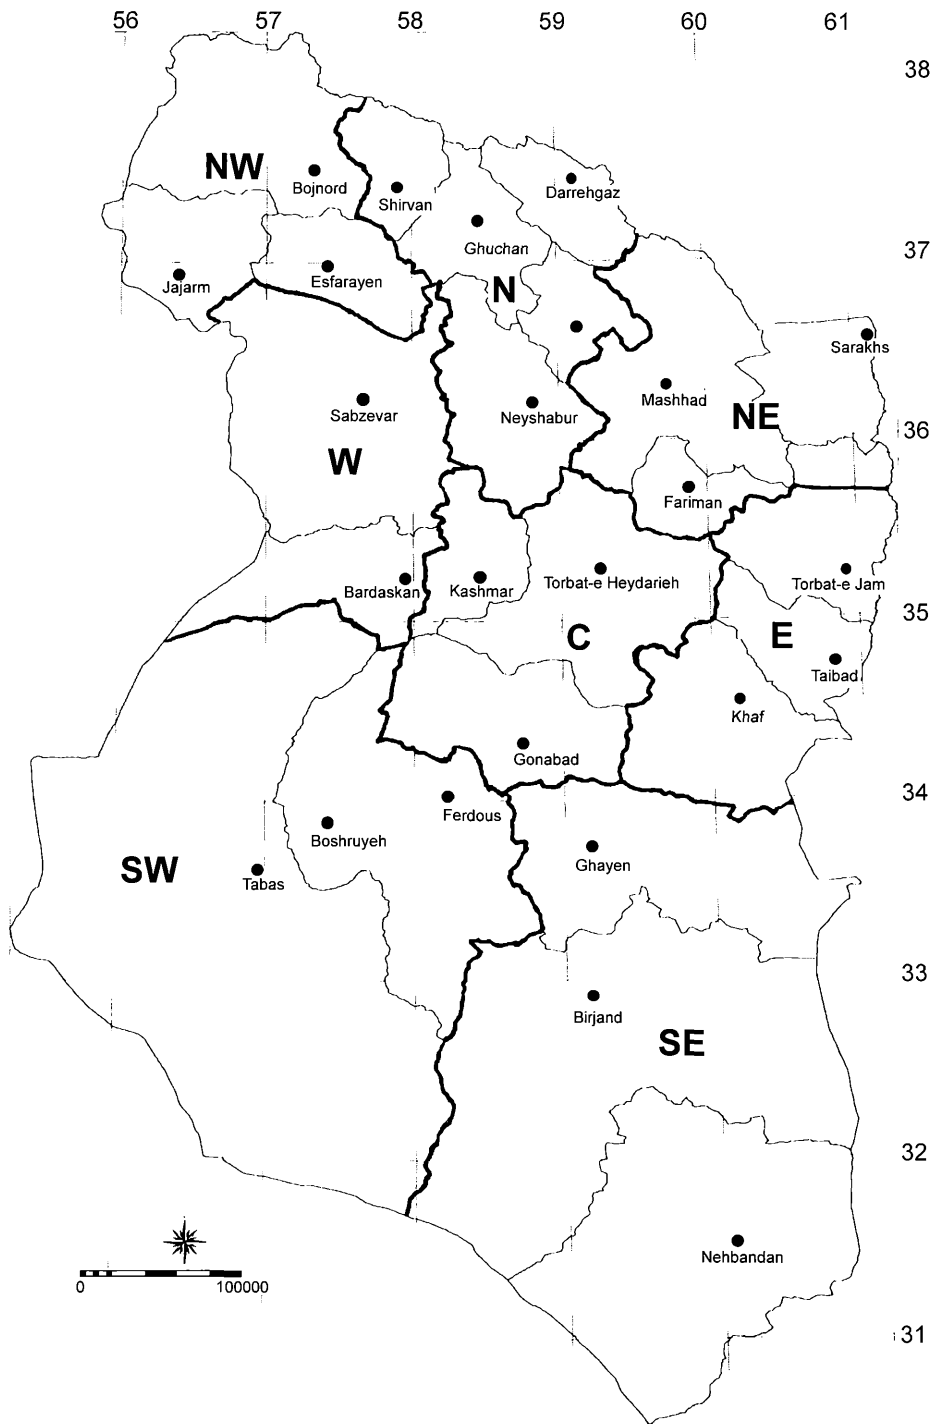 56 57 58 59 60 61
38
NW
Bojnord
Shirvan
Darrehgaz
Ghuchan
37
Jajarm
Esfarayen
N
Sarakhs
Sabzevar
Neyshabur
Mashhad
NE
36
W
Fariman
Bardaskan
Kashmar
Torbat-e Heydarieh
Torbat-e Jam
35
C
E
Taibad
Khaf
Gonabad
34
Ferdous
Boshruyeh
SW
Tabas
Ghayen
33
Birjand
SE
32
Nehbandan
0 100000
31